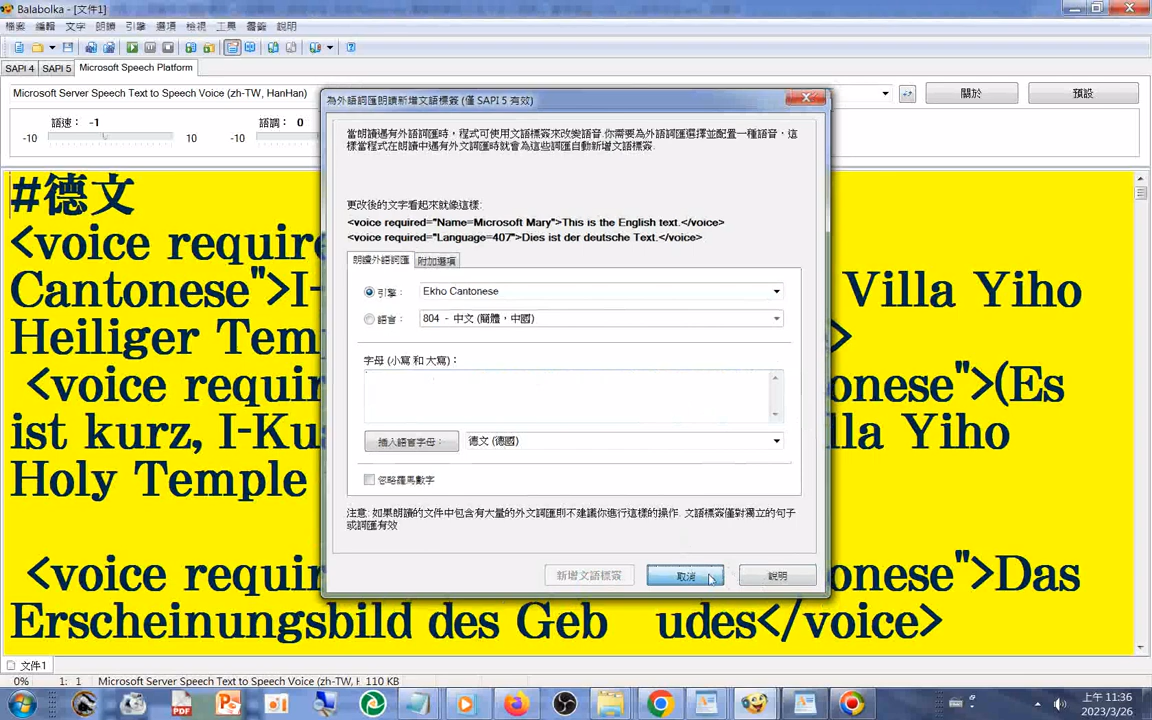 Balabolka - [文件1]
檔案 編輯 文字 朗讀 引擎 選項 檢視 工具 書籤 說明
SAPI 4 SAPI 5 Microsoft Speech Platform
Microsoft Server Speech Text to Speech Voice (zh-TW, HanHan)
關於 預設
語速: -1 語調: 0
-10 10 -10
為外語詞匯朗讀新增文語標簽 (僅 SAPI 5 有效)
當朗讀遇有外語詞匯時，程式可使用文語標簽來改變語音.你需要為外語詞匯選擇並配置一種語音，這
樣當程式在朗讀中遇有外文詞匯時就會為這些詞匯自動新增文語標簽.
更改後的文字看起來就像這樣:
<voice required="Name=Microsoft Mary">This is the English text.</voice>
<voice required="Language=407">Dies ist der deutsche Text.</voice>
朗讀外語詞匯 附加選項
引擎： Ekho Cantonese
語言： 804 - 中文 (簡體，中國)
字母 (小寫 和 大寫)：
插入語言字母： 德文 (德國)
忽略羅馬數字
注意: 如果朗讀的文件中包含有大量的外文詞匯則不建議你進行這樣的操作. 文語標簽僅對獨立的句子
或詞匯有效
新增文語標簽 取消 說明
#德文
<voice require
Cantonese">I- Villa Yiho
Heiliger Tem >
<voice requir onese">(Es
ist kurz, I-Ku lla Yiho
Holy Temple
<voice requir onese">Das
Erscheinungsbild des Geb udes</voice>
文件1
0% 1: 1 Microsoft Server Speech Text to Speech Voice (zh-TW, H 110 KB
上午 11:36
2023/3/26